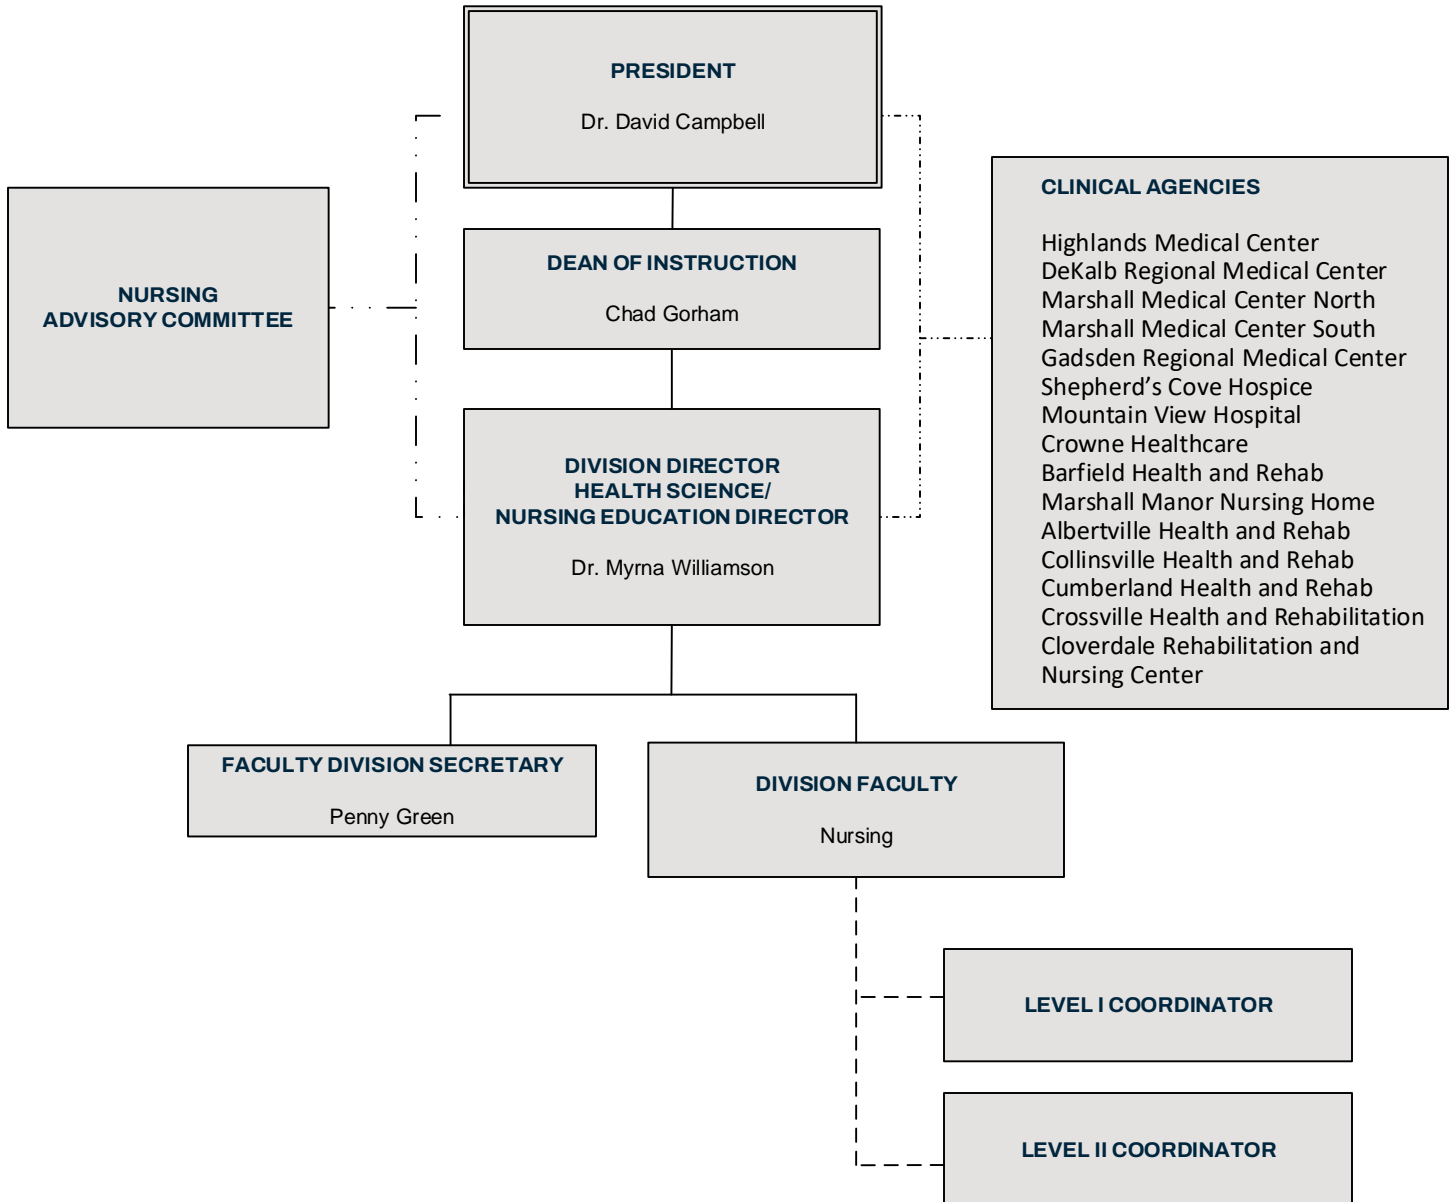 PRESIDENT
Dr. David Campbell
NURSING
ADVISORY COMMITTEE
DEAN OF INSTRUCTION
Chad Gorham
CLINICAL AGENCIES
Highlands Medical Center
DeKalb Regional Medical Center
Marshall Medical Center North
Marshall Medical Center South
Gadsden Regional Medical Center
Shepherd’s Cove Hospice
Mountain View Hospital
Crowne Healthcare
Barfield Health and Rehab
Marshall Manor Nursing Home
Albertville Health and Rehab
Collinsville Health and Rehab
Cumberland Health and Rehab
Crossville Health and Rehabilitation
Cloverdale Rehabilitation and
Nursing Center
DIVISION DIRECTOR
HEALTH SCIENCE/
NURSING EDUCATION DIRECTOR
Dr. Myrna Williamson
FACULTY DIVISION SECRETARY
Penny Green
DIVISION FACULTY
Nursing
LEVEL I COORDINATOR
LEVEL II COORDINATOR